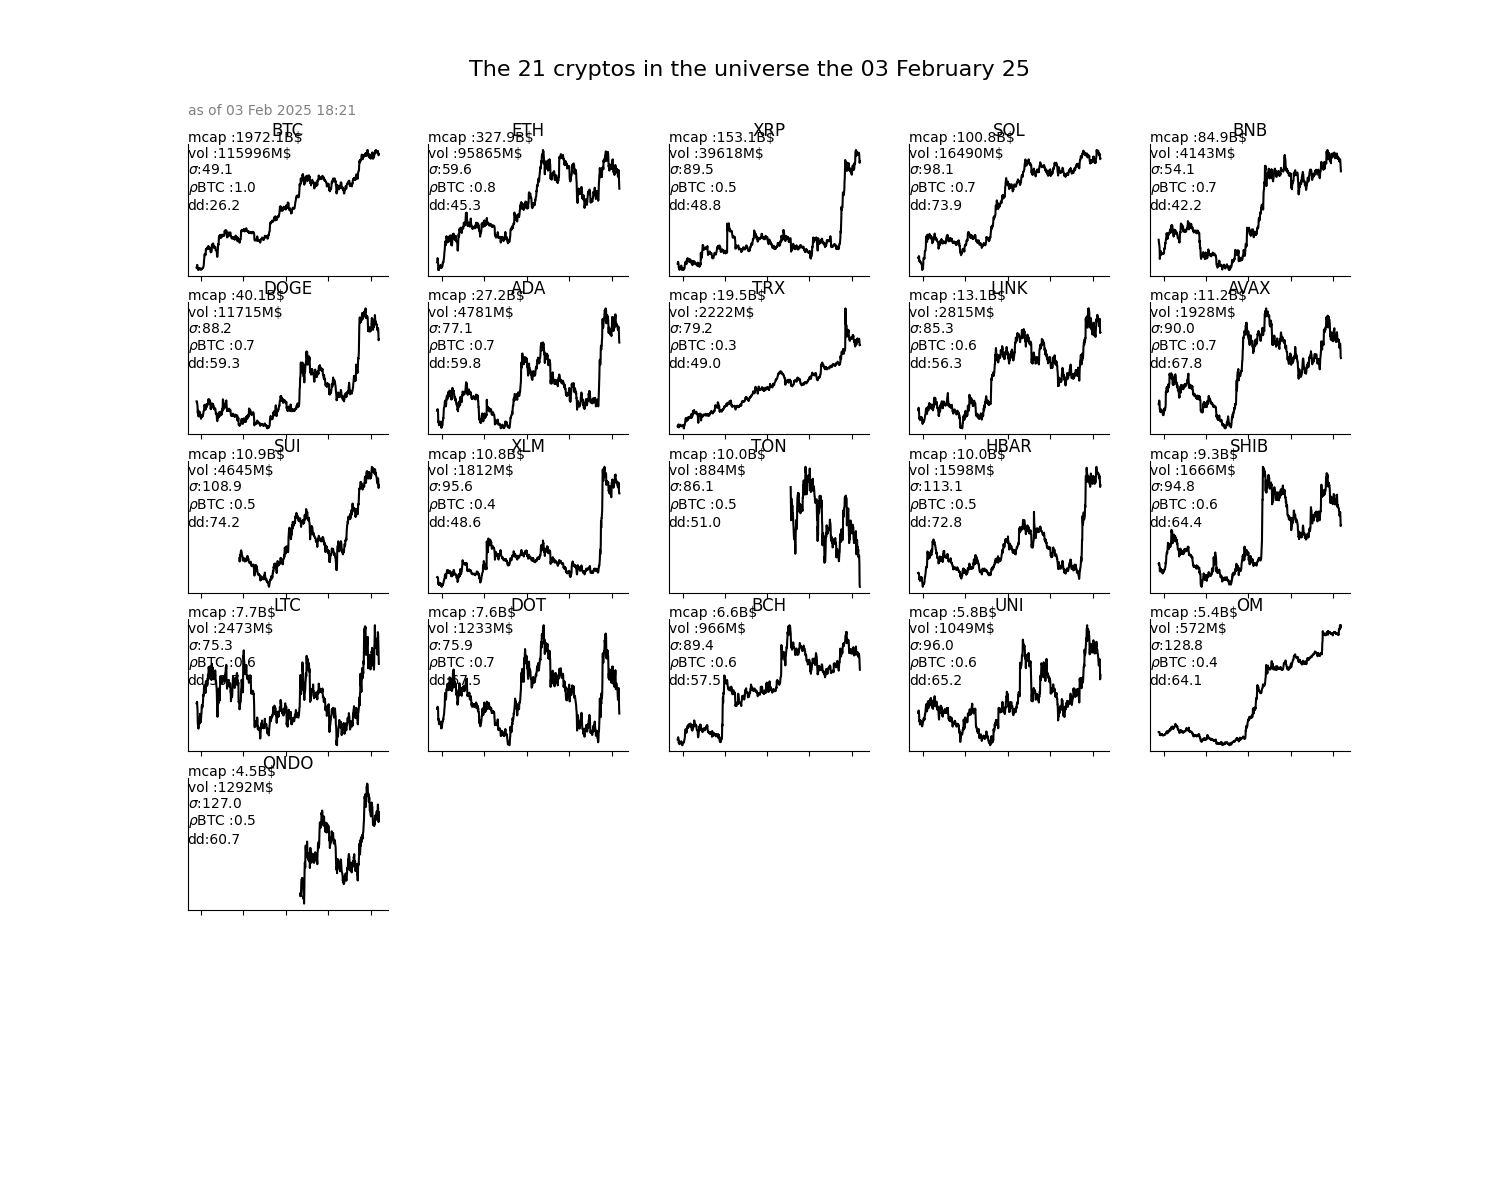 The 21 cryptos in the universe the 03 February 25
as of 03 Feb 2025 18:21
BTC
mcap :1972.1B$
vol :115996M$
σ:49.1
ρBTC :1.0
dd:26.2
ETH
mcap :327.9B$
vol :95865M$
σ:59.6
ρBTC :0.8
dd:45.3
XRP
mcap :153.1B$
vol :39618M$
σ:89.5
ρBTC :0.5
dd:48.8
SOL
mcap :100.8B$
vol :16490M$
σ:98.1
ρBTC :0.7
dd:73.9
BNB
mcap :84.9B$
vol :4143M$
σ:54.1
ρBTC :0.7
dd:42.2
DOGE
mcap :40.1B$
vol :11715M$
σ:88.2
ρBTC :0.7
dd:59.3
ADA
mcap :27.2B$
vol :4781M$
σ:77.1
ρBTC :0.7
dd:59.8
TRX
mcap :19.5B$
vol :2222M$
σ:79.2
ρBTC :0.3
dd:49.0
LINK
mcap :13.1B$
vol :2815M$
σ:85.3
ρBTC :0.6
dd:56.3
AVAX
mcap :11.2B$
vol :1928M$
σ:90.0
ρBTC :0.7
dd:67.8
SUI
mcap :10.9B$
vol :4645M$
σ:108.9
ρBTC :0.5
dd:74.2
XLM
mcap :10.8B$
vol :1812M$
σ:95.6
ρBTC :0.4
dd:48.6
TON
mcap :10.0B$
vol :884M$
σ:86.1
ρBTC :0.5
dd:51.0
HBAR
mcap :10.0B$
vol :1598M$
σ:113.1
ρBTC :0.5
dd:72.8
SHIB
mcap :9.3B$
vol :1666M$
σ:94.8
ρBTC :0.6
dd:64.4
LTC
mcap :7.7B$
vol :2473M$
σ:75.3
ρBTC :0.6
DOT
mcap :7.6B$
vol :1233M$
σ:75.9
ρBTC :0.7
dd:57.5
BCH
mcap :6.6B$
vol :966M$
σ:89.4
ρBTC :0.6
dd:57.5
UNI
mcap :5.8B$
vol :1049M$
σ:96.0
ρBTC :0.6
dd:65.2
OM
mcap :5.4B$
vol :572M$
σ:128.8
ρBTC :0.4
dd:64.1
ONDO
mcap :4.5B$
vol :1292M$
σ:127.0
ρBTC :0.5
dd:60.7